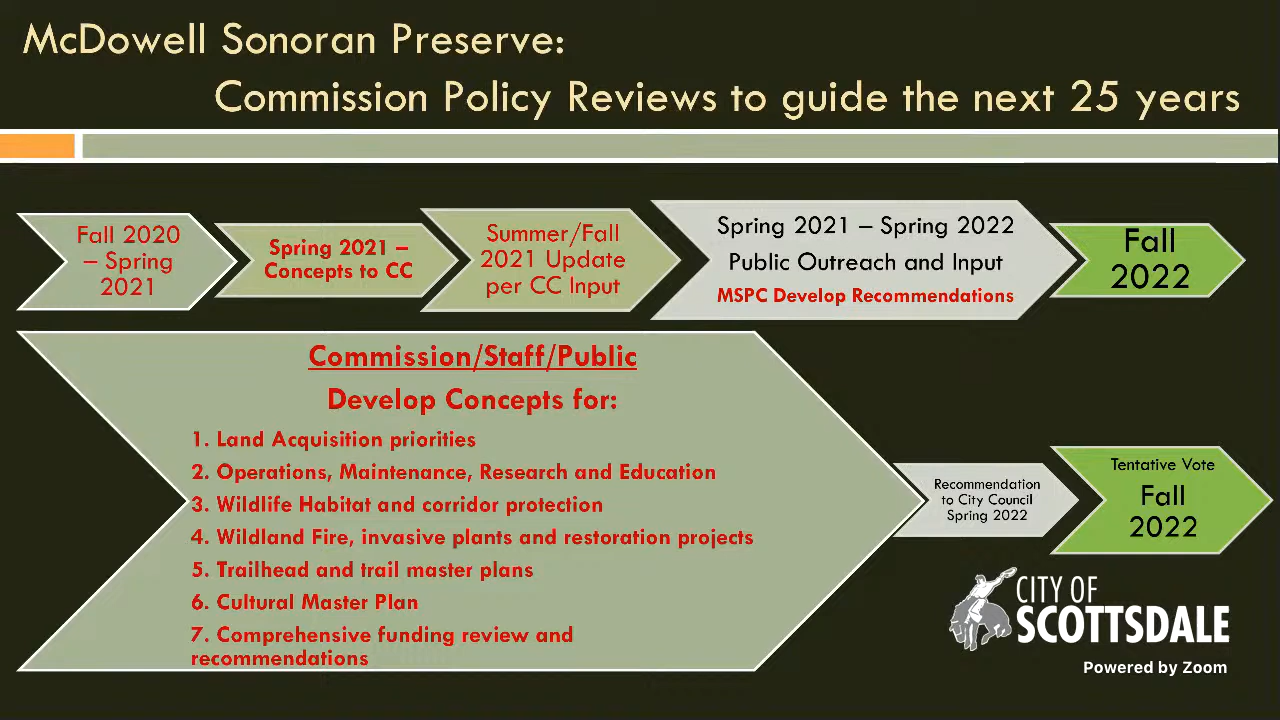 McDowell Sonoran Preserve:
Commission Policy Reviews to guide the next 25 years
Fall 2020
– Spring
2021
Spring 2021 –
Concepts to CC
Summer/Fall
2021 Update
per CC Input
Spring 2021 – Spring 2022
Public Outreach and Input
MSPC Develop Recommendations
Fall
2022
Commission/Staff/Public
Develop Concepts for:
1. Land Acquisition priorities
2. Operations, Maintenance, Research and Education
3. Wildlife Habitat and corridor protection
4. Wildland Fire, invasive plants and restoration projects
5. Trailhead and trail master plans
6. Cultural Master Plan
7. Comprehensive funding review and
recommendations
Recommendation
to City Council
Spring 2022
Tentative Vote
Fall
2022
CITY OF
SCOTTSDALE
Powered by Zoom